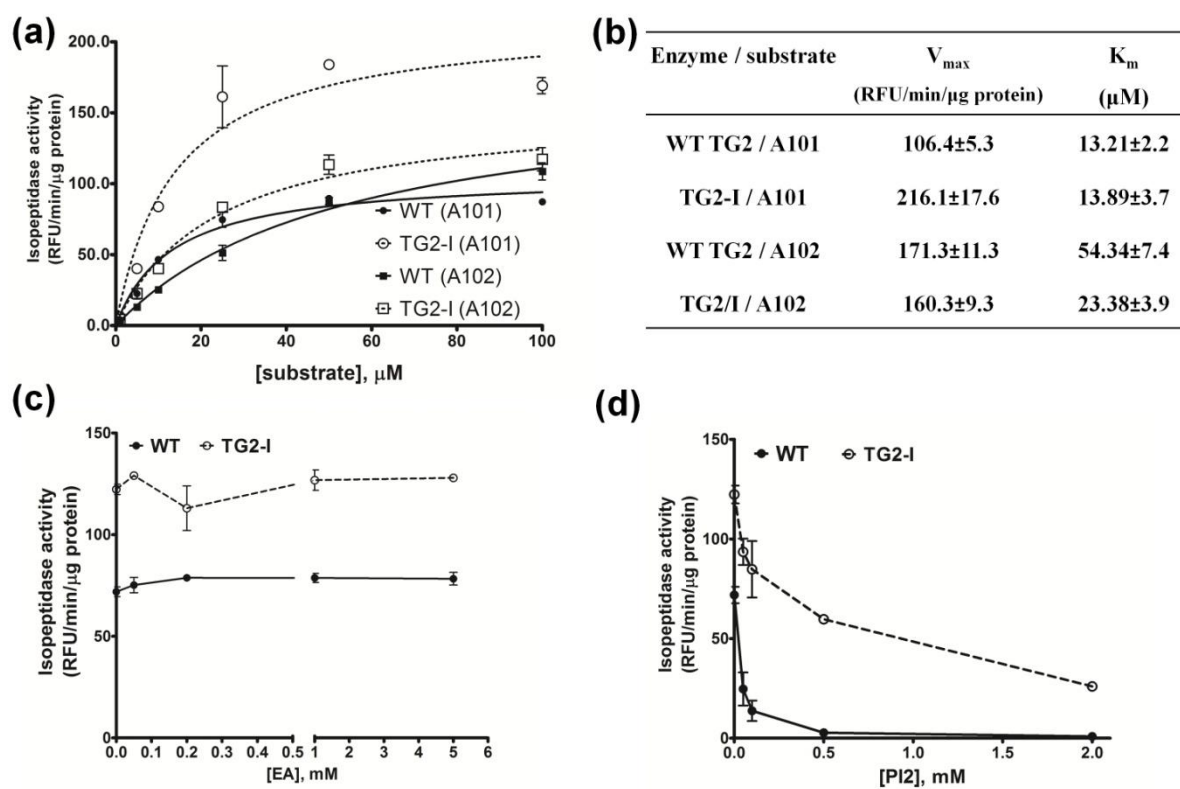 (a)
200.0
150.0
100.0
50.0
0.0
0
20
40
60
80
100
Isopeptidase activity
(RFU/min/μg protein)
[substrate], μM
WT (A101)
TG2-I (A101)
WT (A102)
TG2-I (A102)
(b)
Enzyme / substrate Vmax Km
(RFU/min/μg protein) (μM)
WT TG2 / A101 106.4±5.3 13.21±2.2
TG2-I / A101 216.1±17.6 13.89±3.7
WT TG2 / A102 171.3±11.3 54.34±7.4
TG2/I / A102 160.3±9.3 23.38±3.9
(c)
WT TG2-I
150
100
50
0
Isopeptidase activity
(RFU/min/μg protein)
0.0 0.1 0.2 0.3 0.4 0.5 1 2 3 4 5 6
[EA], mM
(d)
WT TG2-I
150
100
50
0
Isopeptidase activity
(RFU/min/μg protein)
0.0 0.5 1.0 1.5 2.0
[PI2], mM